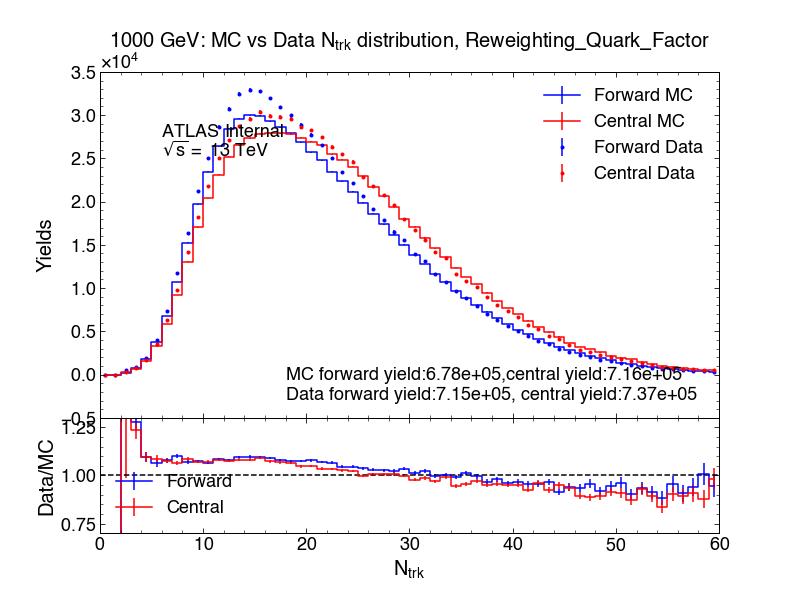 1000 GeV: MC vs Data N_trk distribution, Reweighting_Quark_Factor
×10⁴
3.5
3.0
2.5
2.0
1.5
1.0
0.5
0.0
-0.5
Yields
ATLAS Internal
√s = 13 TeV
Forward MC
Central MC
Forward Data
Central Data
MC forward yield:6.78e+05,central yield:7.16e+05
Data forward yield:7.15e+05, central yield:7.37e+05
1.25
1.00
0.75
Data/MC
Forward
Central
0 10 20 30 40 50 60
N_trk